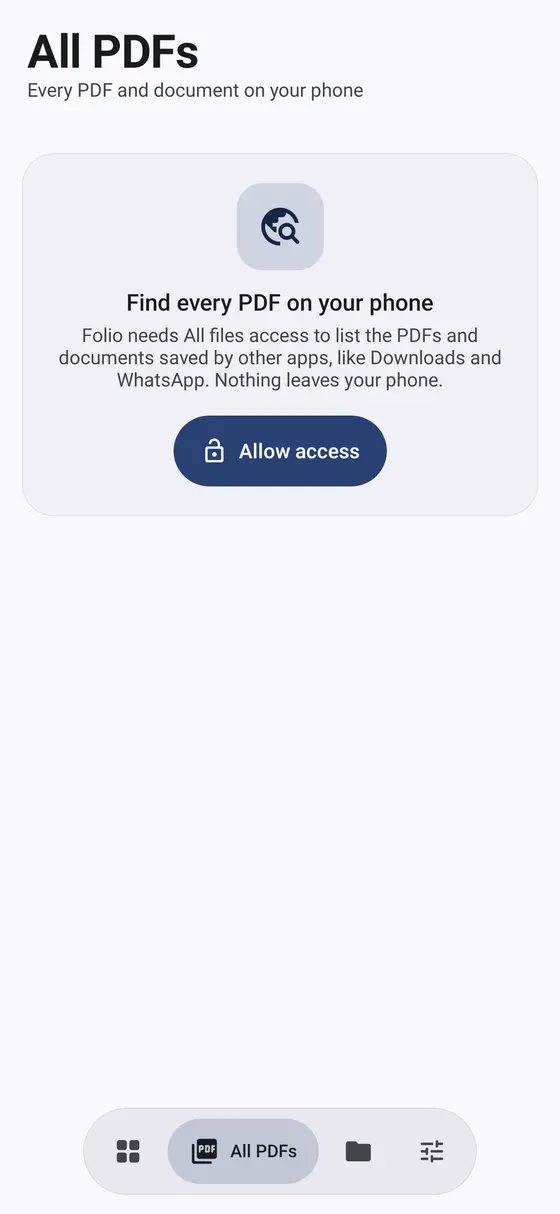 All PDFs
Every PDF and document on your phone
Find every PDF on your phone
Folio needs All files access to list the PDFs and
documents saved by other apps, like Downloads and
WhatsApp. Nothing leaves your phone.
Allow access
PDF
All PDFs